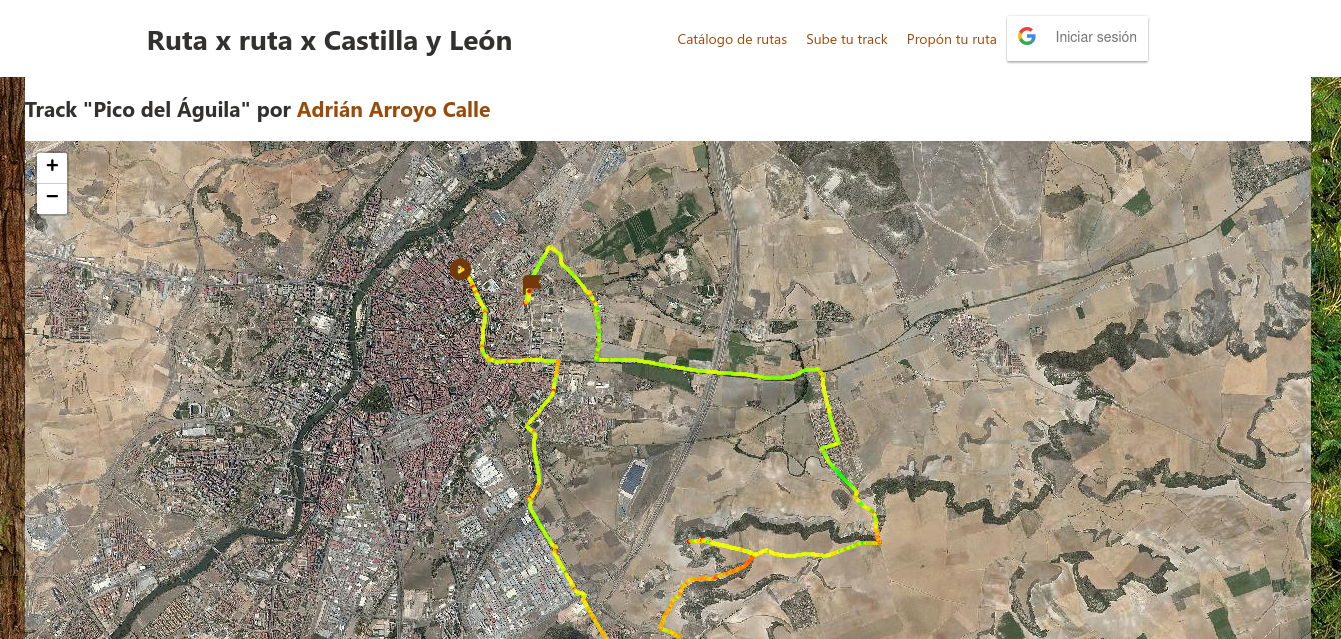 Ruta x ruta x Castilla y León
Catálogo de rutas Sube tu track Propón tu ruta Iniciar sesión
Track "Pico del Águila" por Adrián Arroyo Calle
+
−